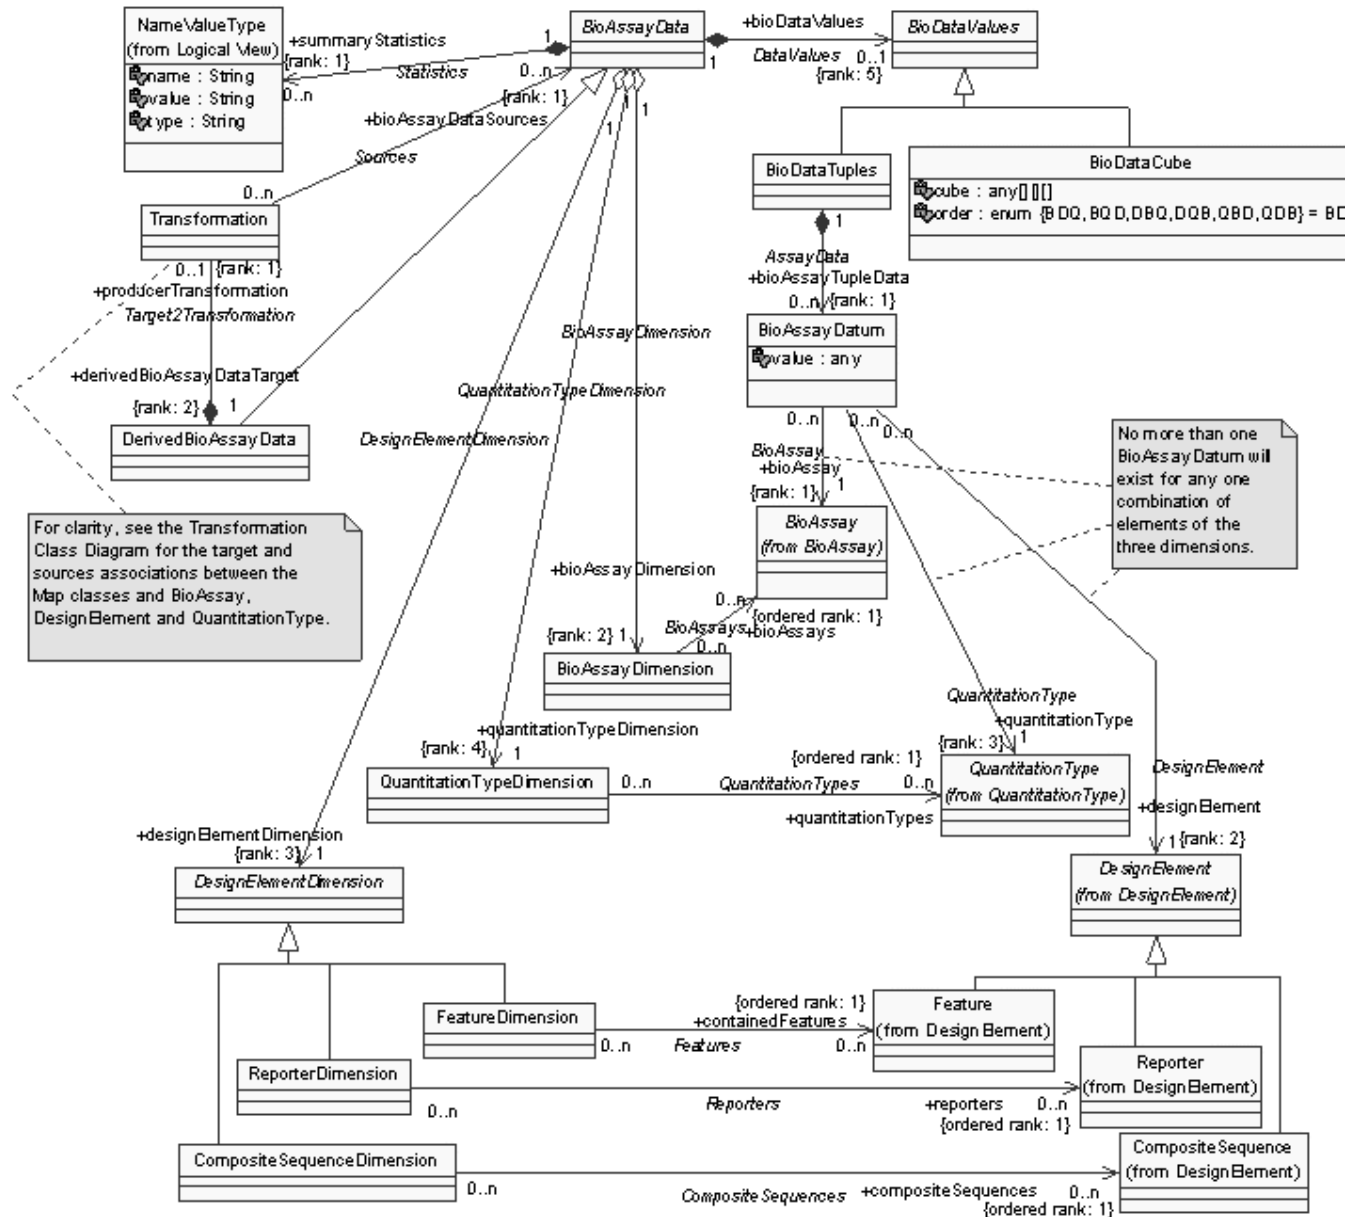 NameValueType
(from Logical View)
name : String
value : String
type : String
+summaryStatistics
{rank: 1}
Statistics
0..n
1
BioAssayData
1
+bioDataValues
DataValues
0..1
{rank: 5}
BioDataValues
0..n
{rank: 1}
+bioAssayDataSources
Sources
0..n
1
1
1
BioDataTuples
BioDataCube
cube : any[][][]
order : enum {BDQ,BQD,DBQ,DQB,QBD,QDB} = BD
Transformation
0..1
{rank: 1}
+producerTransformation
Target2Transformation
+derivedBioAssayDataTarget
{rank: 2}
1
DerivedBioAssayData
1
AssayData
+bioAssayTupleData
0..n
{rank: 1}
BioAssayDatum
value : any
BioAssayDimension
QuantitationTypeDimension
DesignElementDimension
0..n
0..n
0..n
BioAssay
+bioAssay
{rank: 1}
1
No more than one
BioAssayDatum will
exist for any one
combination of
elements of the
three dimensions.
For clarity, see the Transformation
Class Diagram for the target and
sources associations between the
Map classes and BioAssay,
DesignElement and QuantitationType.
BioAssay
(from BioAssay)
+bioAssayDimension
0..n
{ordered rank: 1}
BioAssays
+bioAssays
0..n
{rank: 2}
1
BioAssayDimension
+quantitationTypeDimension
{rank: 4}
1
QuantitationTypeDimension
0..n
QuantitationTypes
{ordered rank: 1}
0..n
+quantitationTypes
QuantitationType
+quantitationType
{rank: 3}
1
QuantitationType
(from QuantitationType)
DesignElement
+designElement
1
{rank: 2}
+designElementDimension
{rank: 3}
1
DesignElementDimension
DesignElement
(from DesignElement)
FeatureDimension
0..n
Features
{ordered rank: 1}
+containedFeatures
0..n
Feature
(from DesignElement)
ReporterDimension
0..n
Reporters
+reporters
0..n
{ordered rank: 1}
Reporter
(from DesignElement)
CompositeSequenceDimension
0..n
CompositeSequences
+compositeSequences
0..n
{ordered rank: 1}
CompositeSequence
(from DesignElement)